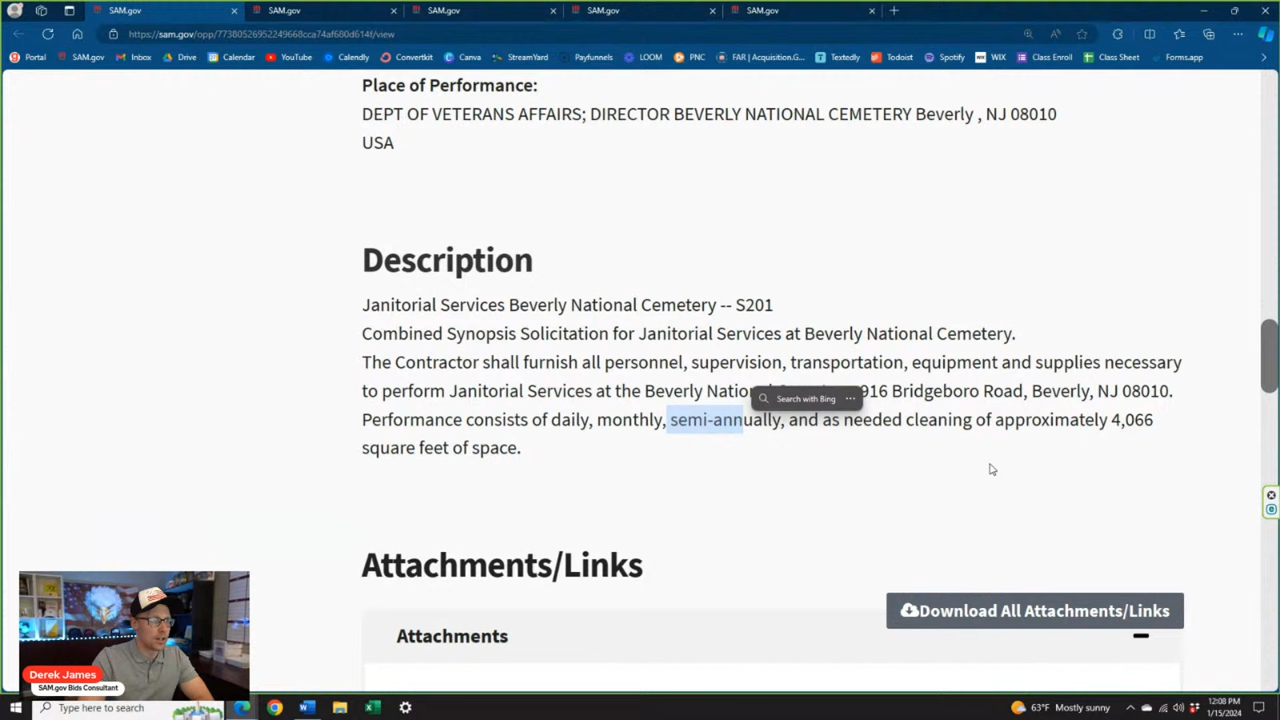 SAM.gov
SAM.gov
SAM.gov
SAM.gov
SAM.gov
https://sam.gov/opp/77380526952249668cca74af680d614f/view
Portal
SAM.gov
Inbox
Drive
Calendar
YouTube
Calendly
Convertkit
Canva
StreamYard
Payfunnels
LOOM
PNC
FAR | Acquisition.G...
Textedly
Todoist
Spotify
WIX
Class Enroll
Class Sheet
Forms.app
Place of Performance:
DEPT OF VETERANS AFFAIRS; DIRECTOR BEVERLY NATIONAL CEMETERY Beverly , NJ 08010
USA
Description
Janitorial Services Beverly National Cemetery -- S201
Combined Synopsis Solicitation for Janitorial Services at Beverly National Cemetery.
The Contractor shall furnish all personnel, supervision, transportation, equipment and supplies necessary
to perform Janitorial Services at the Beverly National 916 Bridgeboro Road, Beverly, NJ 08010.
Search with Bing
Performance consists of daily, monthly, semi-annually, and as needed cleaning of approximately 4,066
square feet of space.
Attachments/Links
Download All Attachments/Links
Attachments
Derek James
SAM.gov Bids Consultant
Type here to search
63°F Mostly sunny
12:08 PM
1/15/2024